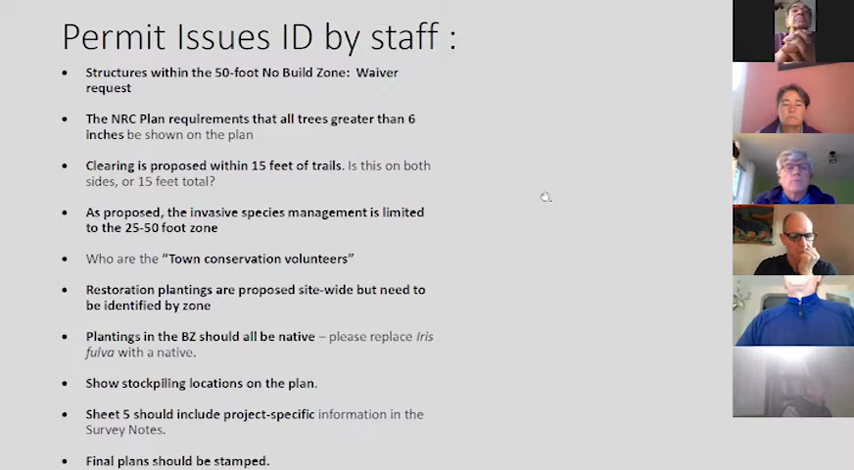 Permit Issues ID by staff :
• Structures within the 50-foot No Build Zone: Waiver
request
• The NRC Plan requirements that all trees greater than 6
inches be shown on the plan
• Clearing is proposed within 15 feet of trails. Is this on both
sides, or 15 feet total?
• As proposed, the invasive species management is limited
to the 25-50 foot zone
• Who are the “Town conservation volunteers”
• Restoration plantings are proposed site-wide but need to
be identified by zone
• Plantings in the BZ should all be native – please replace Iris
fulva with a native.
• Show stockpiling locations on the plan.
• Sheet 5 should include project-specific information in the
Survey Notes.
• Final plans should be stamped.